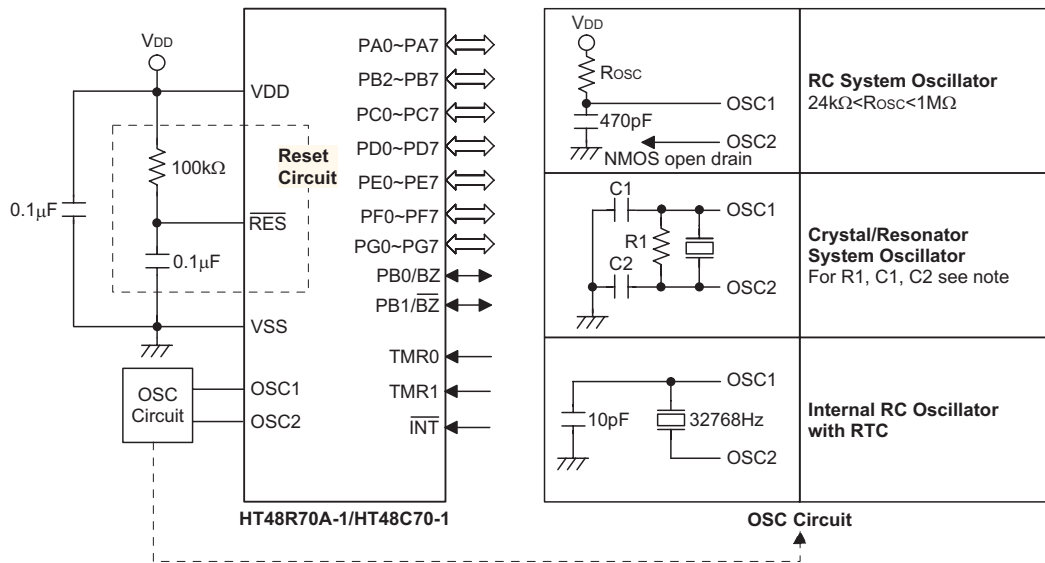 VDD
0.1μF
100kΩ
0.1μF
Reset
Circuit
VDD
R̅E̅S̅
VSS
OSC1
OSC2
OSC
Circuit
PA0~PA7
PB2~PB7
PC0~PC7
PD0~PD7
PE0~PE7
PF0~PF7
PG0~PG7
PB0/BZ
PB1/B̅Z̅
TMR0
TMR1
I̅N̅T̅
HT48R70A-1/HT48C70-1
VDD
ROSC
OSC1
470pF
OSC2
NMOS open drain
RC System Oscillator
24kΩ<ROSC<1MΩ
C1
OSC1
R1
C2
OSC2
Crystal/Resonator
System Oscillator
For R1, C1, C2 see note
OSC1
10pF
32768Hz
OSC2
Internal RC Oscillator
with RTC
OSC Circuit